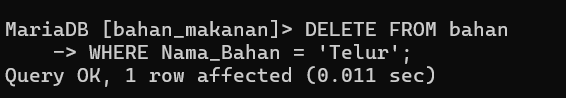 MariaDB [bahan_makanan]> DELETE FROM bahan
    -> WHERE Nama_Bahan = 'Telur';
Query OK, 1 row affected (0.011 sec)